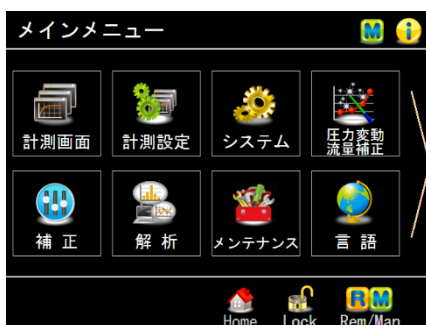 メインメニュー
M i
計測画面
計測設定
システム
圧力変動
流量補正
補 正
解 析
メンテナンス
言 語
R M
Home Lock Rem/Man